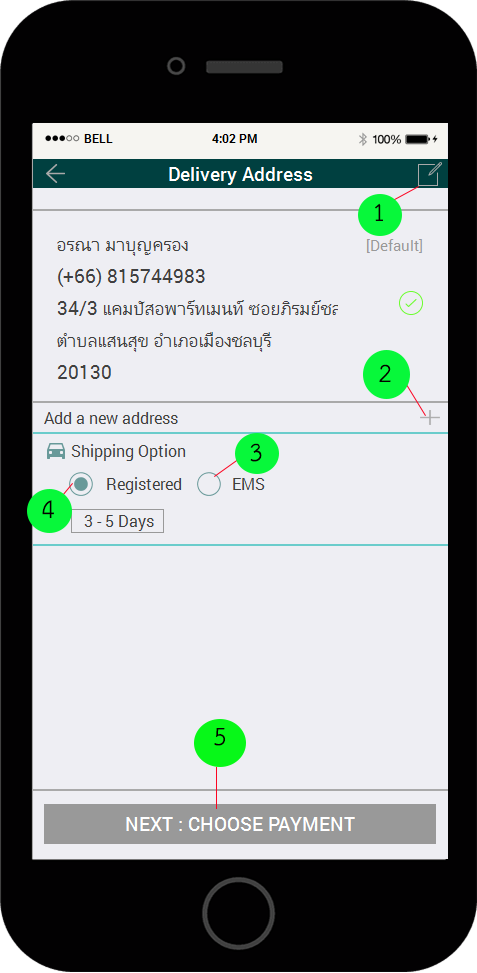 BELL 4:02 PM 100%
Delivery Address
1
อรณา มาบุญครอง [Default]
(+66) 815744983
34/3 แคมปัสอพาร์ทเมนท์ ซอยภิรมย์ชล
ตำบลแสนสุข อำเภอเมืองชลบุรี
2
20130
Add a new address
Shipping Option 3
Registered EMS
4
3 - 5 Days
5
NEXT : CHOOSE PAYMENT